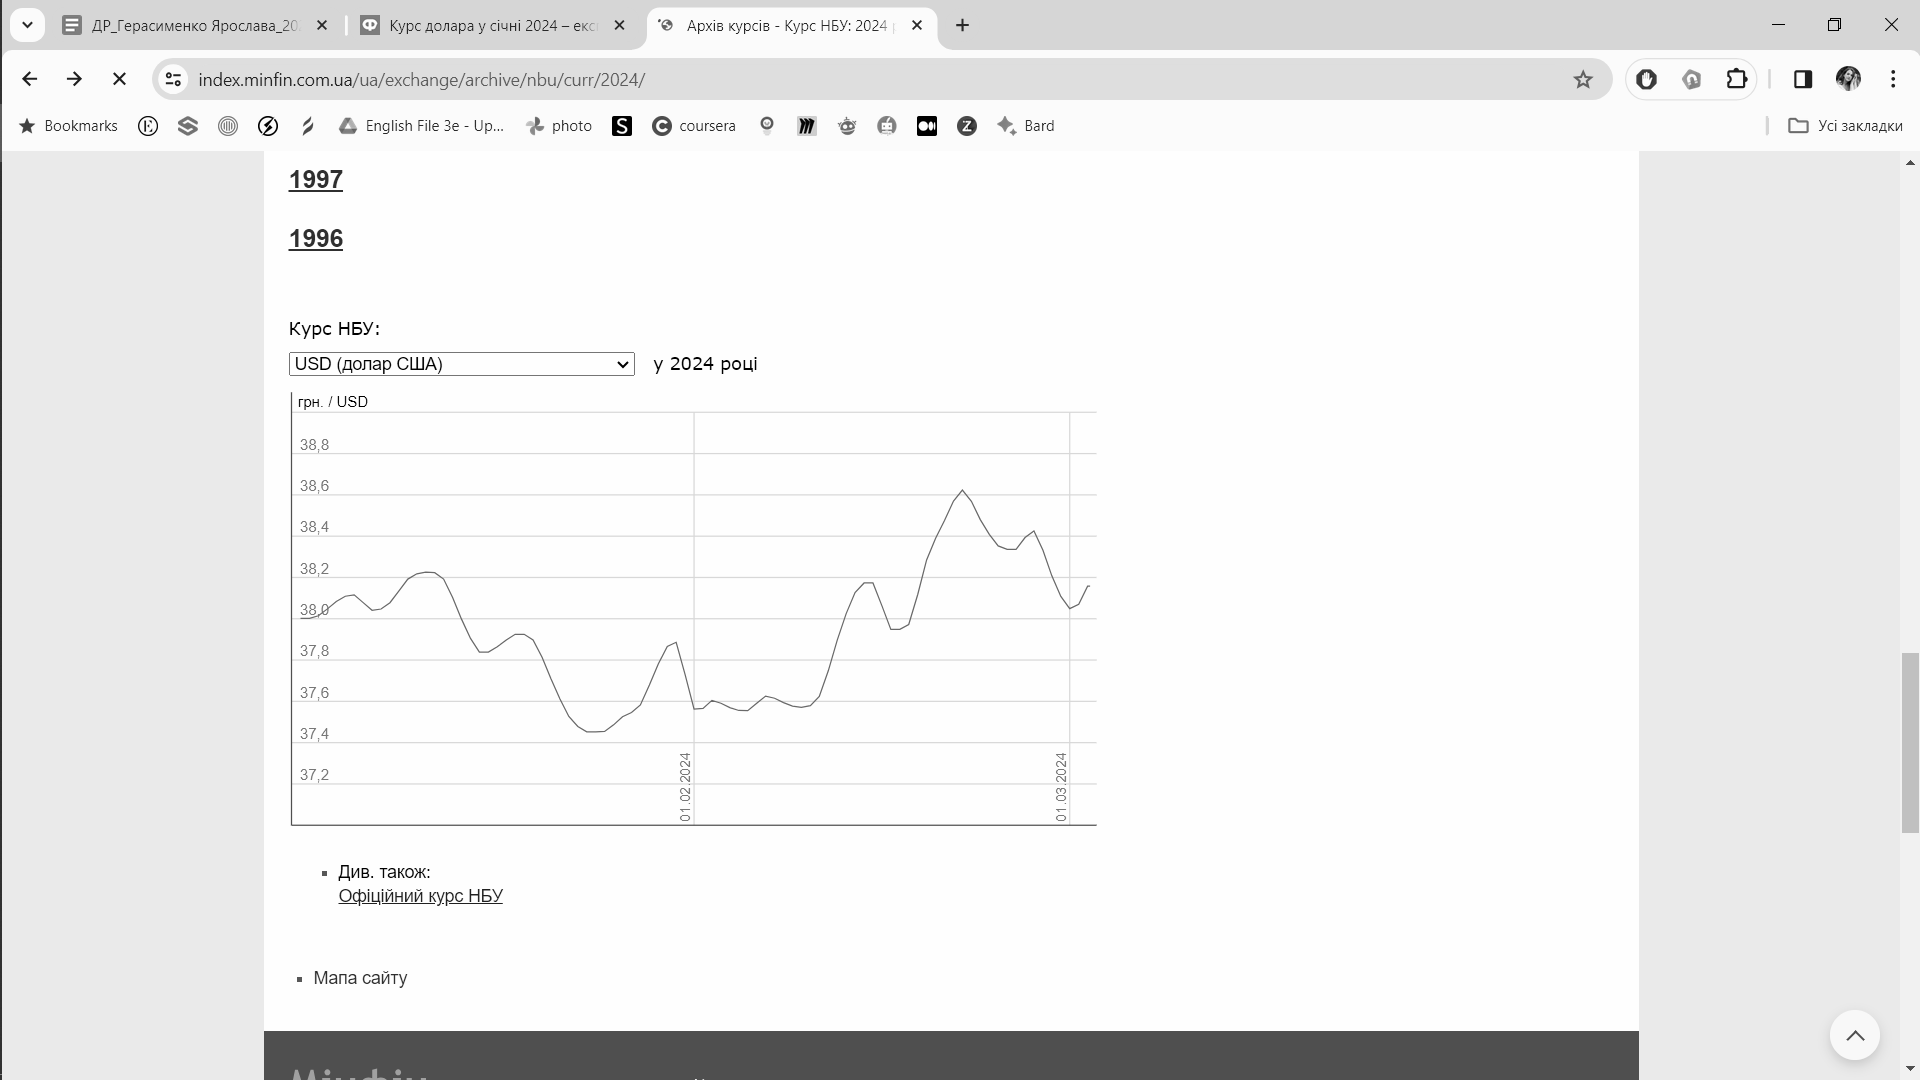 ДР_Герасименко Ярослава_20
Курс долара у січні 2024 – екс
Архів курсів - Курс НБУ: 2024
index.minfin.com.ua/ua/exchange/archive/nbu/curr/2024/
Bookmarks
English File 3e - Up...
photo
S
coursera
Z
Bard
Усі закладки
1997
1996
Курс НБУ:
USD (долар США)
у 2024 році
грн. / USD
38,8
38,6
38,4
38,2
38,0
37,8
37,6
37,4
37,2
01.02.2024
01.03.2024
Див. також:
Офіційний курс НБУ
Мапа сайту
Мінфін